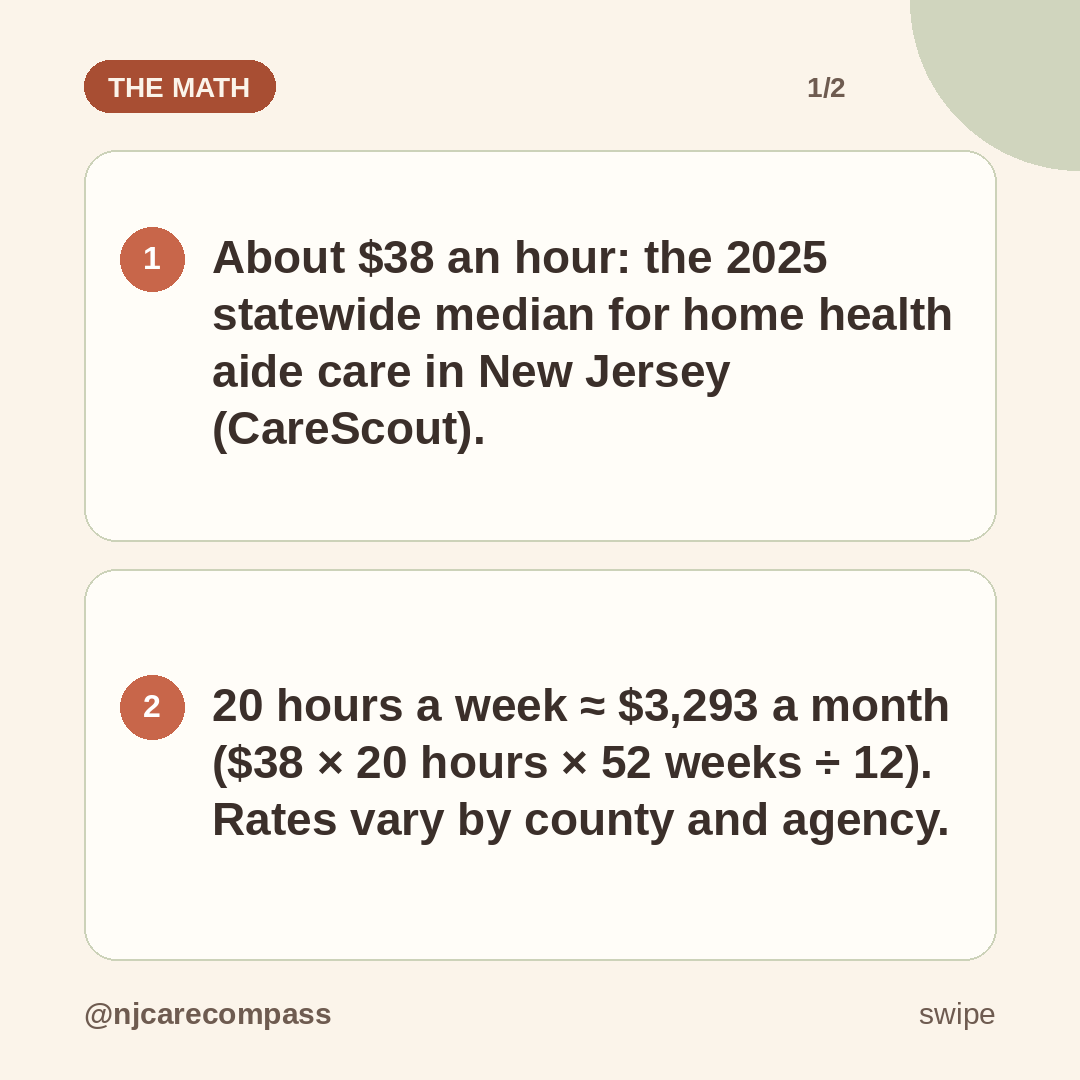 THE MATH
1/2
1
About $38 an hour: the 2025
statewide median for home health
aide care in New Jersey
(CareScout).
2
20 hours a week ≈ $3,293 a month
($38 × 20 hours × 52 weeks ÷ 12).
Rates vary by county and agency.
@njcarecompass
swipe